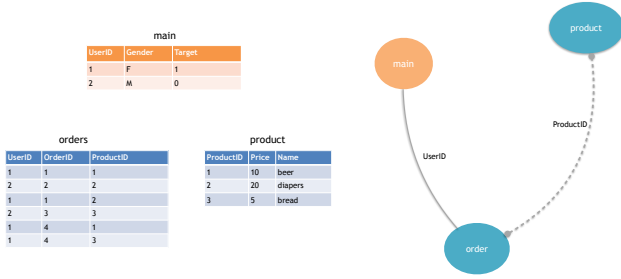 main
UserID Gender Target
1 F 1
2 M 0
orders
UserID OrderID ProductID
1 1 1
2 2 2
1 1 2
2 3 3
1 4 1
1 4 3
product
ProductID Price Name
1 10 beer
2 20 diapers
3 5 bread
product
main
ProductID
UserID
order